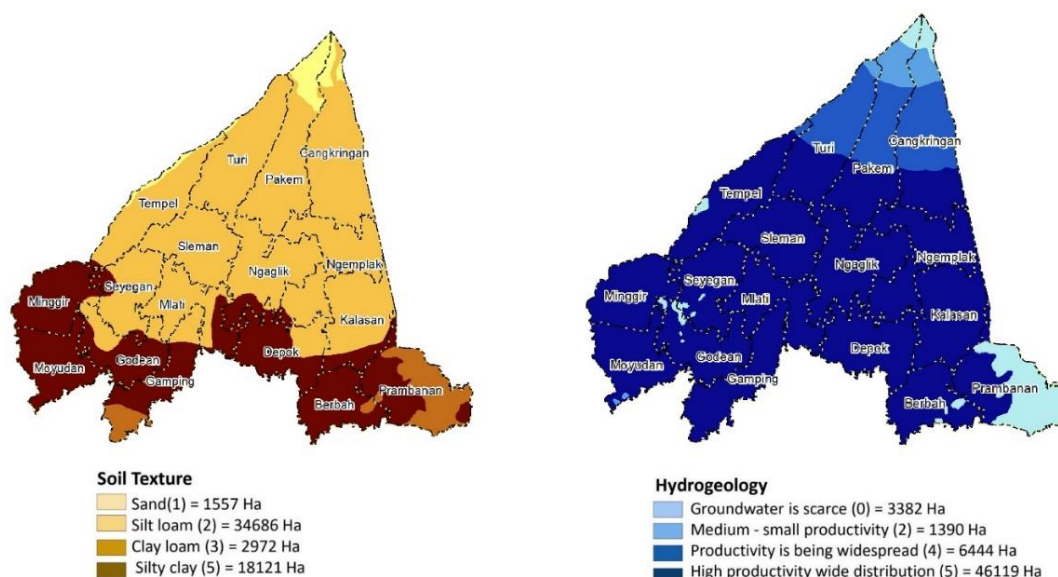 Turi
Cangkringan
Pakem
Tempel
Sleman
Ngaglik
Ngemplak
Seyegan
Minggir
Mlati
Kalasan
Depok
Moyudan
Godean
Gamping
Prambanan
Berbah
Soil Texture
Sand(1) = 1557 Ha
Silt loam (2) = 34686 Ha
Clay loam (3) = 2972 Ha
Silty clay (5) = 18121 Ha
Cangkringan
Turi
Pakem
Tempel
Sleman
Ngaglik
Ngemplak
Seyegan
Minggir
Mlati
Kalasan
Depok
Moyudan
Godean
Gamping
Prambanan
Berbah
Hydrogeology
Groundwater is scarce (0) = 3382 Ha
Medium - small productivity (2) = 1390 Ha
Productivity is being widespread (4) = 6444 Ha
High productivity wide distribution (5) = 46119 Ha